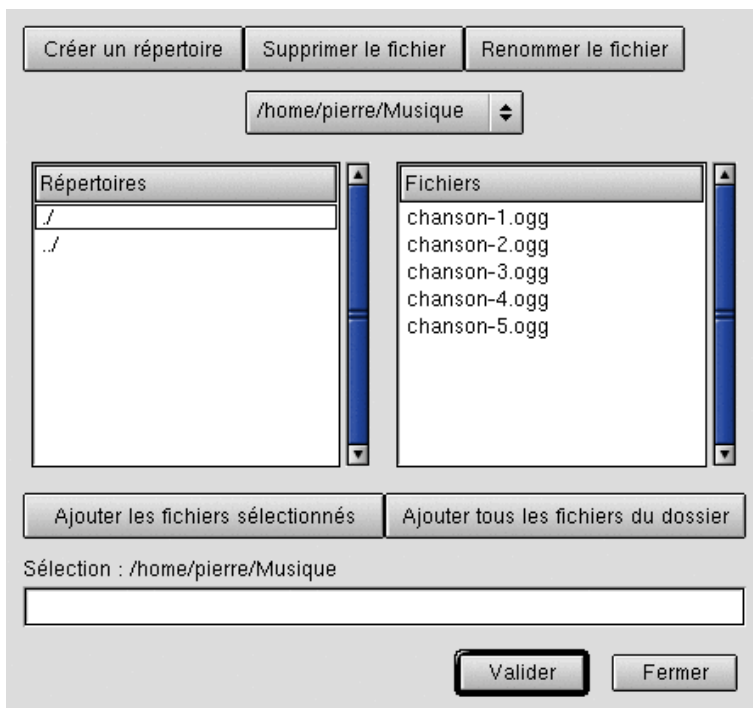 Créer un répertoire
Supprimer le fichier
Renommer le fichier
/home/pierre/Musique
Répertoires
./
../
Fichiers
chanson-1.ogg
chanson-2.ogg
chanson-3.ogg
chanson-4.ogg
chanson-5.ogg
Ajouter les fichiers sélectionnés
Ajouter tous les fichiers du dossier
Sélection : /home/pierre/Musique
Valider
Fermer